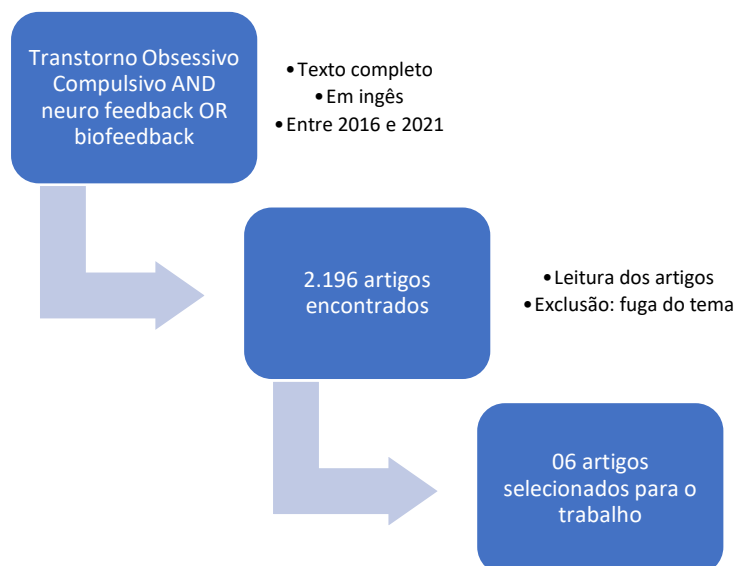 Transtorno Obsessivo
Compulsivo AND
neuro feedback OR
biofeedback
•Texto completo
•Em ingês
•Entre 2016 e 2021
2.196 artigos
encontrados
•Leitura dos artigos
•Exclusão: fuga do tema
06 artigos
selecionados para o
trabalho